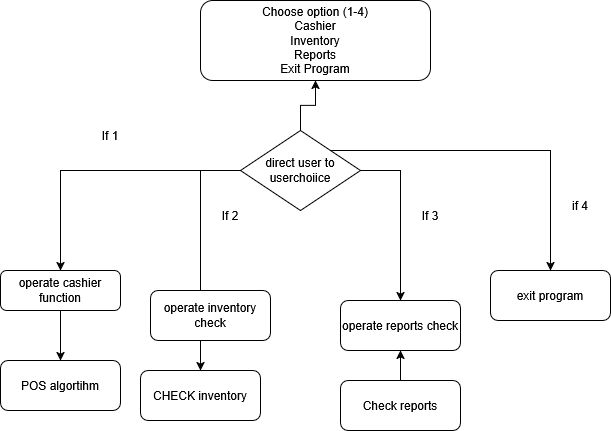 Choose option (1-4)
Cashier
Inventory
Reports
Exit Program
If 1
direct user to
userchoiice
If 2
If 3
if 4
operate cashier
function
operate inventory
check
operate reports check
exit program
POS algortihm
CHECK inventory
Check reports